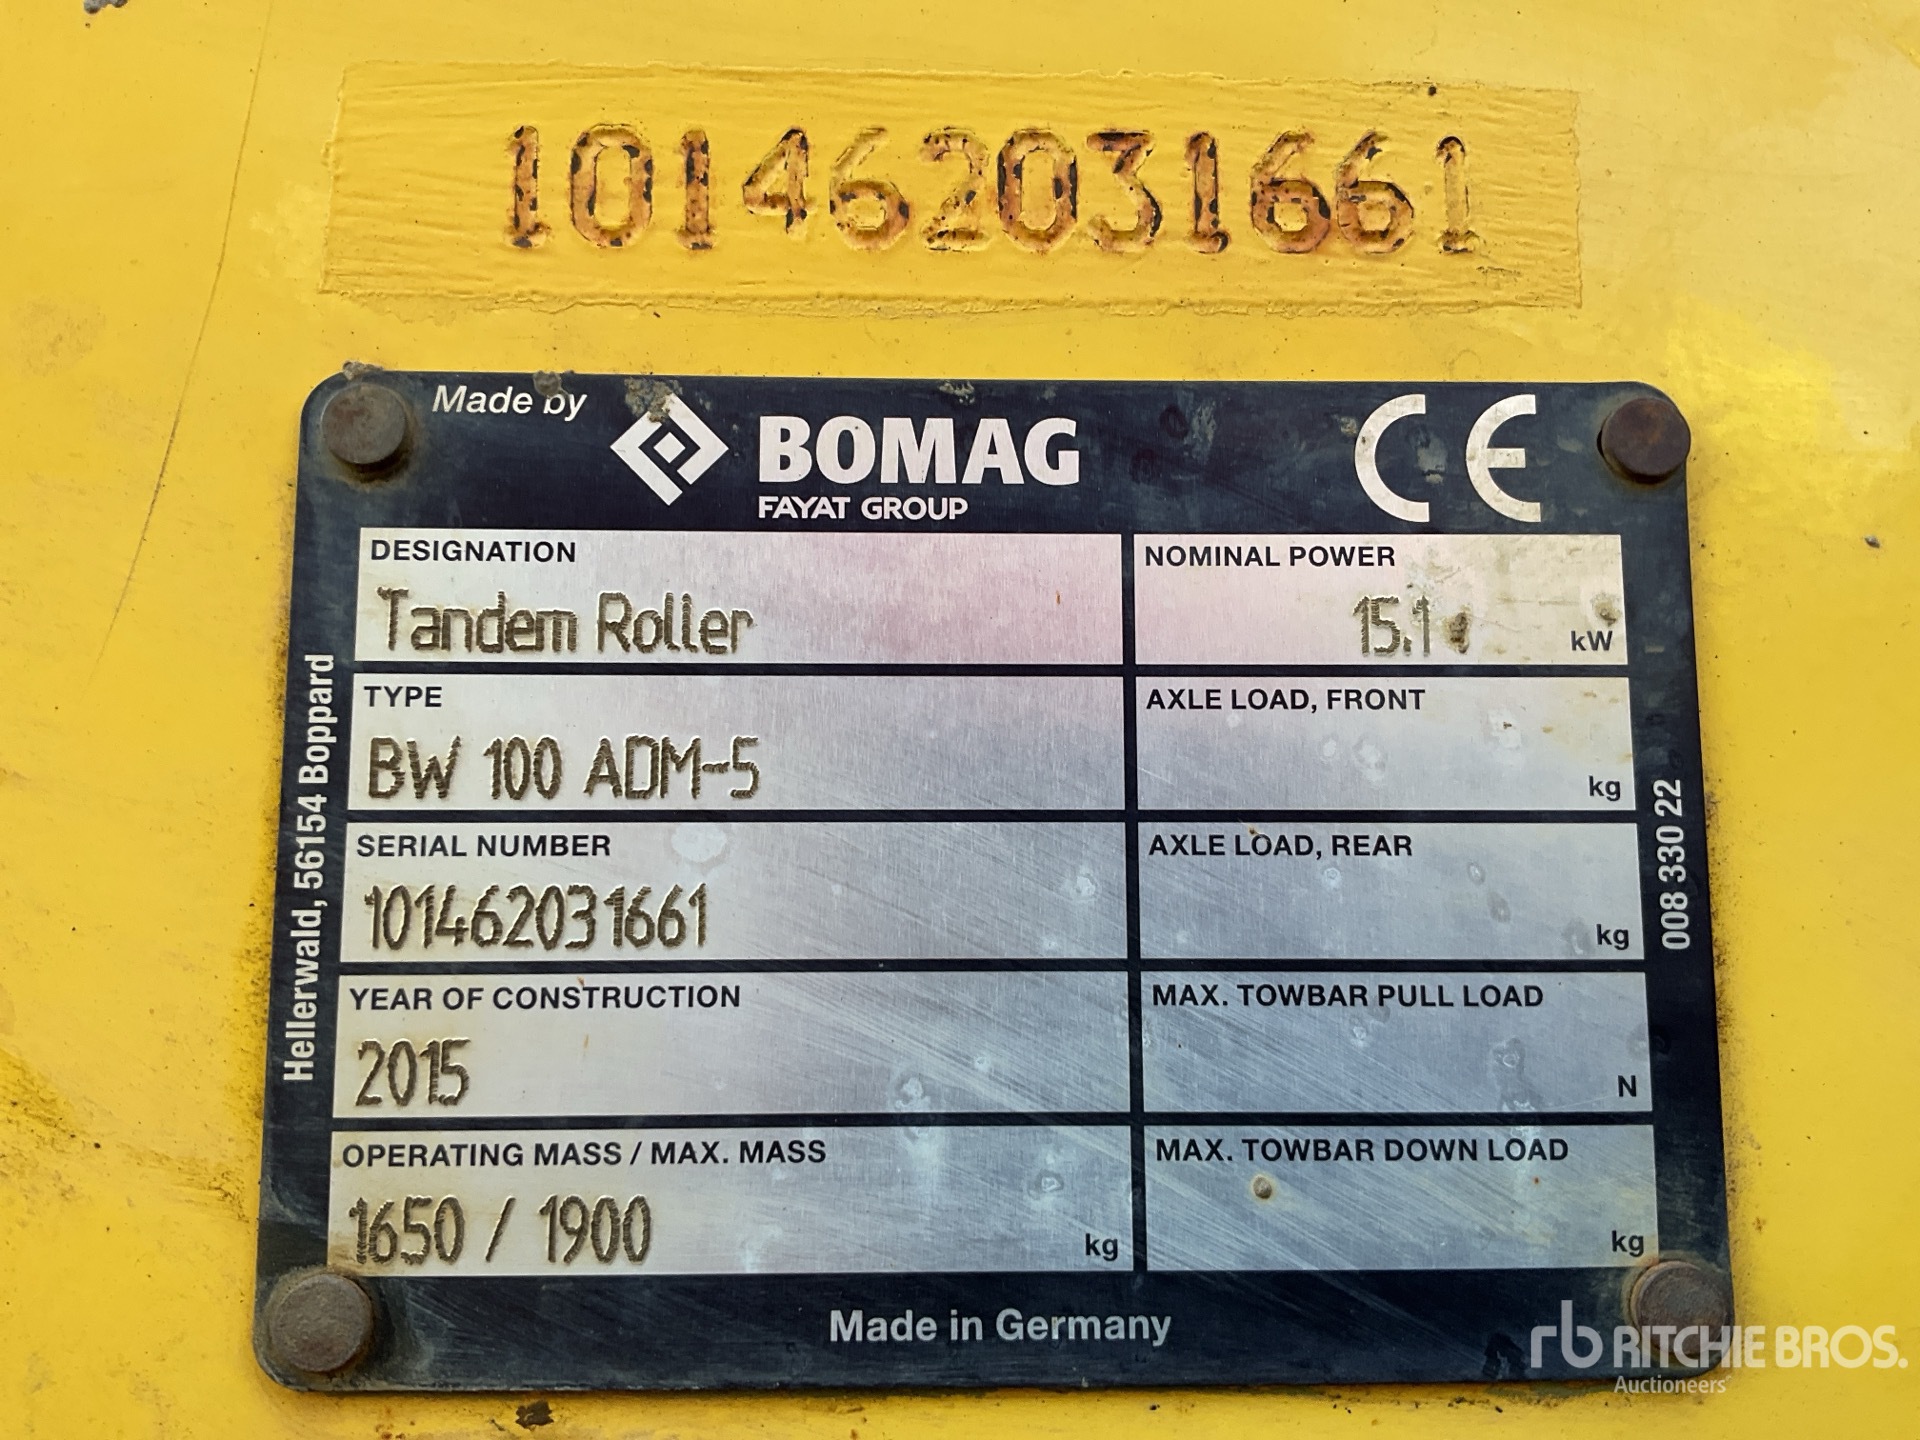 101462031661
Made by
BOMAG
FAYAT GROUP
CE
DESIGNATION
Tandem Roller
NOMINAL POWER
15.1 kW
TYPE
BW 100 ADM-5
AXLE LOAD, FRONT
kg
SERIAL NUMBER
101462031661
AXLE LOAD, REAR
kg
YEAR OF CONSTRUCTION
2015
MAX. TOWBAR PULL LOAD
N
OPERATING MASS / MAX. MASS
1650 / 1900 kg
MAX. TOWBAR DOWN LOAD
kg
Hellerwald, 56154 Boppard
008 330 22
Made in Germany
rb RITCHIE BROS.
Auctioneers